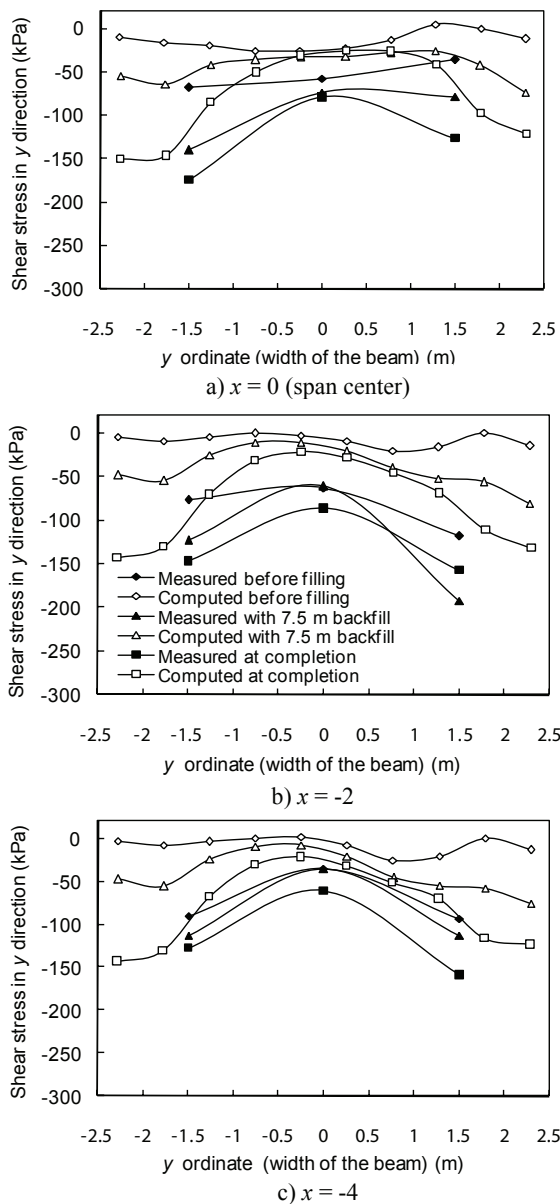 0
-50
-100
-150
-200
-250
-300
Shear stress in y direction (kPa)
-2.5 -2 -1.5 -1 -0.5 0 0.5 1 1.5 2 2.5
y ordinate (width of the beam) (m)
a) x = 0 (span center)
0
-50
-100
-150
-200
-250
-300
Shear stress in y direction (kPa)
Measured before filling
Computed before filling
Measured with 7.5 m backfill
Computed with 7.5 m backfill
Measured at completion
Computed at completion
-2.5 -2 -1.5 -1 -0.5 0 0.5 1 1.5 2 2.5
y ordinate (width of the beam) (m)
b) x = -2
0
-50
-100
-150
-200
-250
-300
Shear stress in y direction (kPa)
-2.5 -2 -1.5 -1 -0.5 0 0.5 1 1.5 2 2.5
y ordinate (width of the beam) (m)
c) x = -4